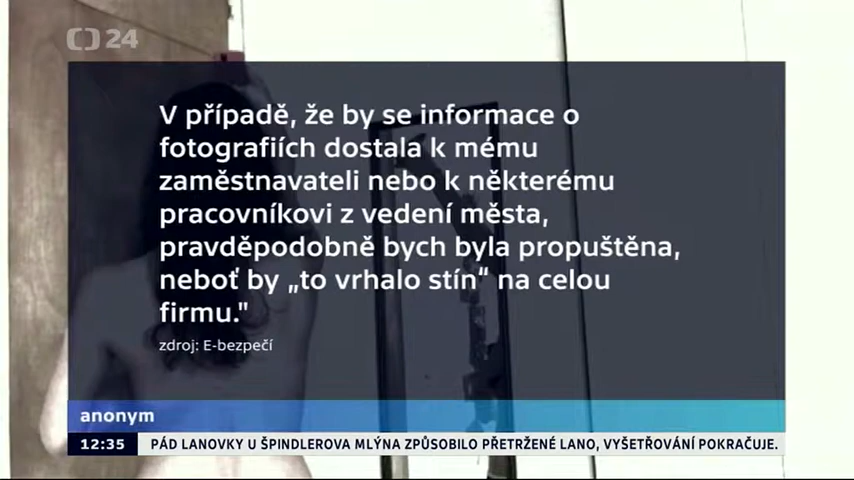 ČT 24
V případě, že by se informace o
fotografiích dostala k mému
zaměstnavateli nebo k některému
pracovníkovi z vedení města,
pravděpodobně bych byla propuštěna,
neboť by „to vrhalo stín“ na celou
firmu."
zdroj: E-bezpečí
anonym
12:35 PÁD LANOVKY U ŠPINDLEROVA MLÝNA ZPŮSOBILO PŘETRŽENÉ LANO, VYŠETŘOVÁNÍ POKRAČUJE.